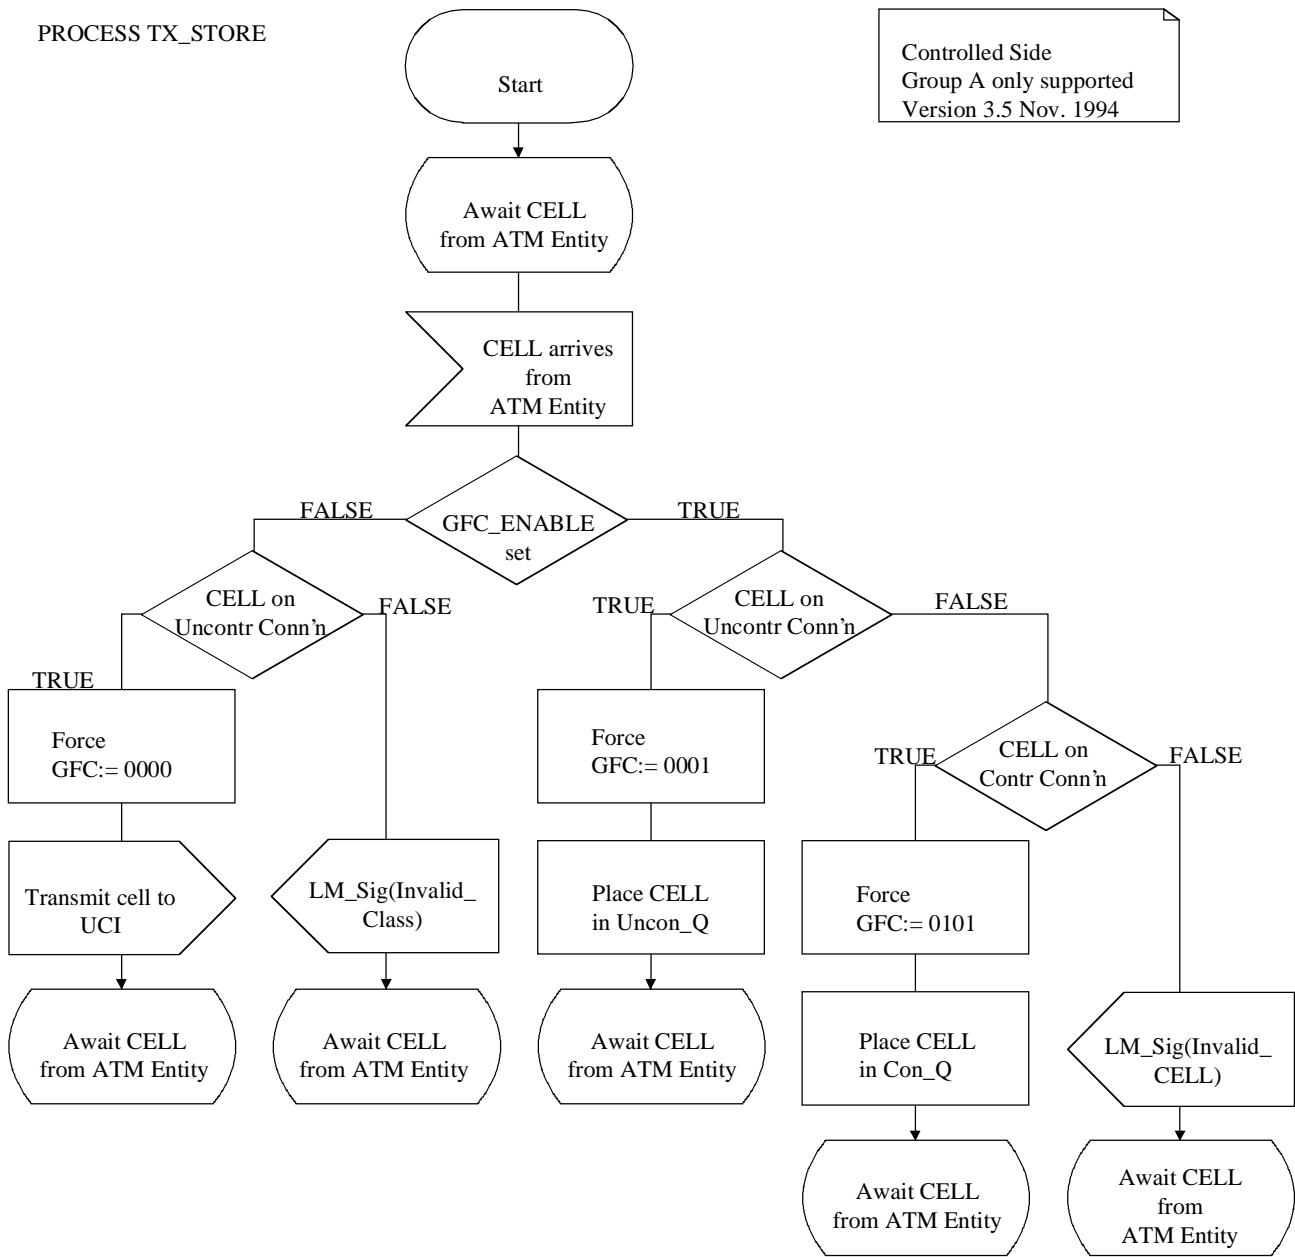 PROCESS TX_STORE
Controlled Side
Group A only supported
Version 3.5 Nov. 1994
Start
Await CELL
from ATM Entity
CELL arrives
from
ATM Entity
GFC_ENABLE
set
FALSE
TRUE
CELL on
Uncontr Conn'n
TRUE
FALSE
CELL on
Uncontr Conn'n
TRUE
FALSE
Force
GFC:= 0000
Force
GFC:= 0001
CELL on
Contr Conn'n
TRUE
FALSE
Transmit cell to
UCI
LM_Sig(Invalid_
Class)
Place CELL
in Uncon_Q
Force
GFC:= 0101
Await CELL
from ATM Entity
Await CELL
from ATM Entity
Await CELL
from ATM Entity
Place CELL
in Con_Q
LM_Sig(Invalid_
CELL)
Await CELL
from ATM Entity
Await CELL
from
ATM Entity